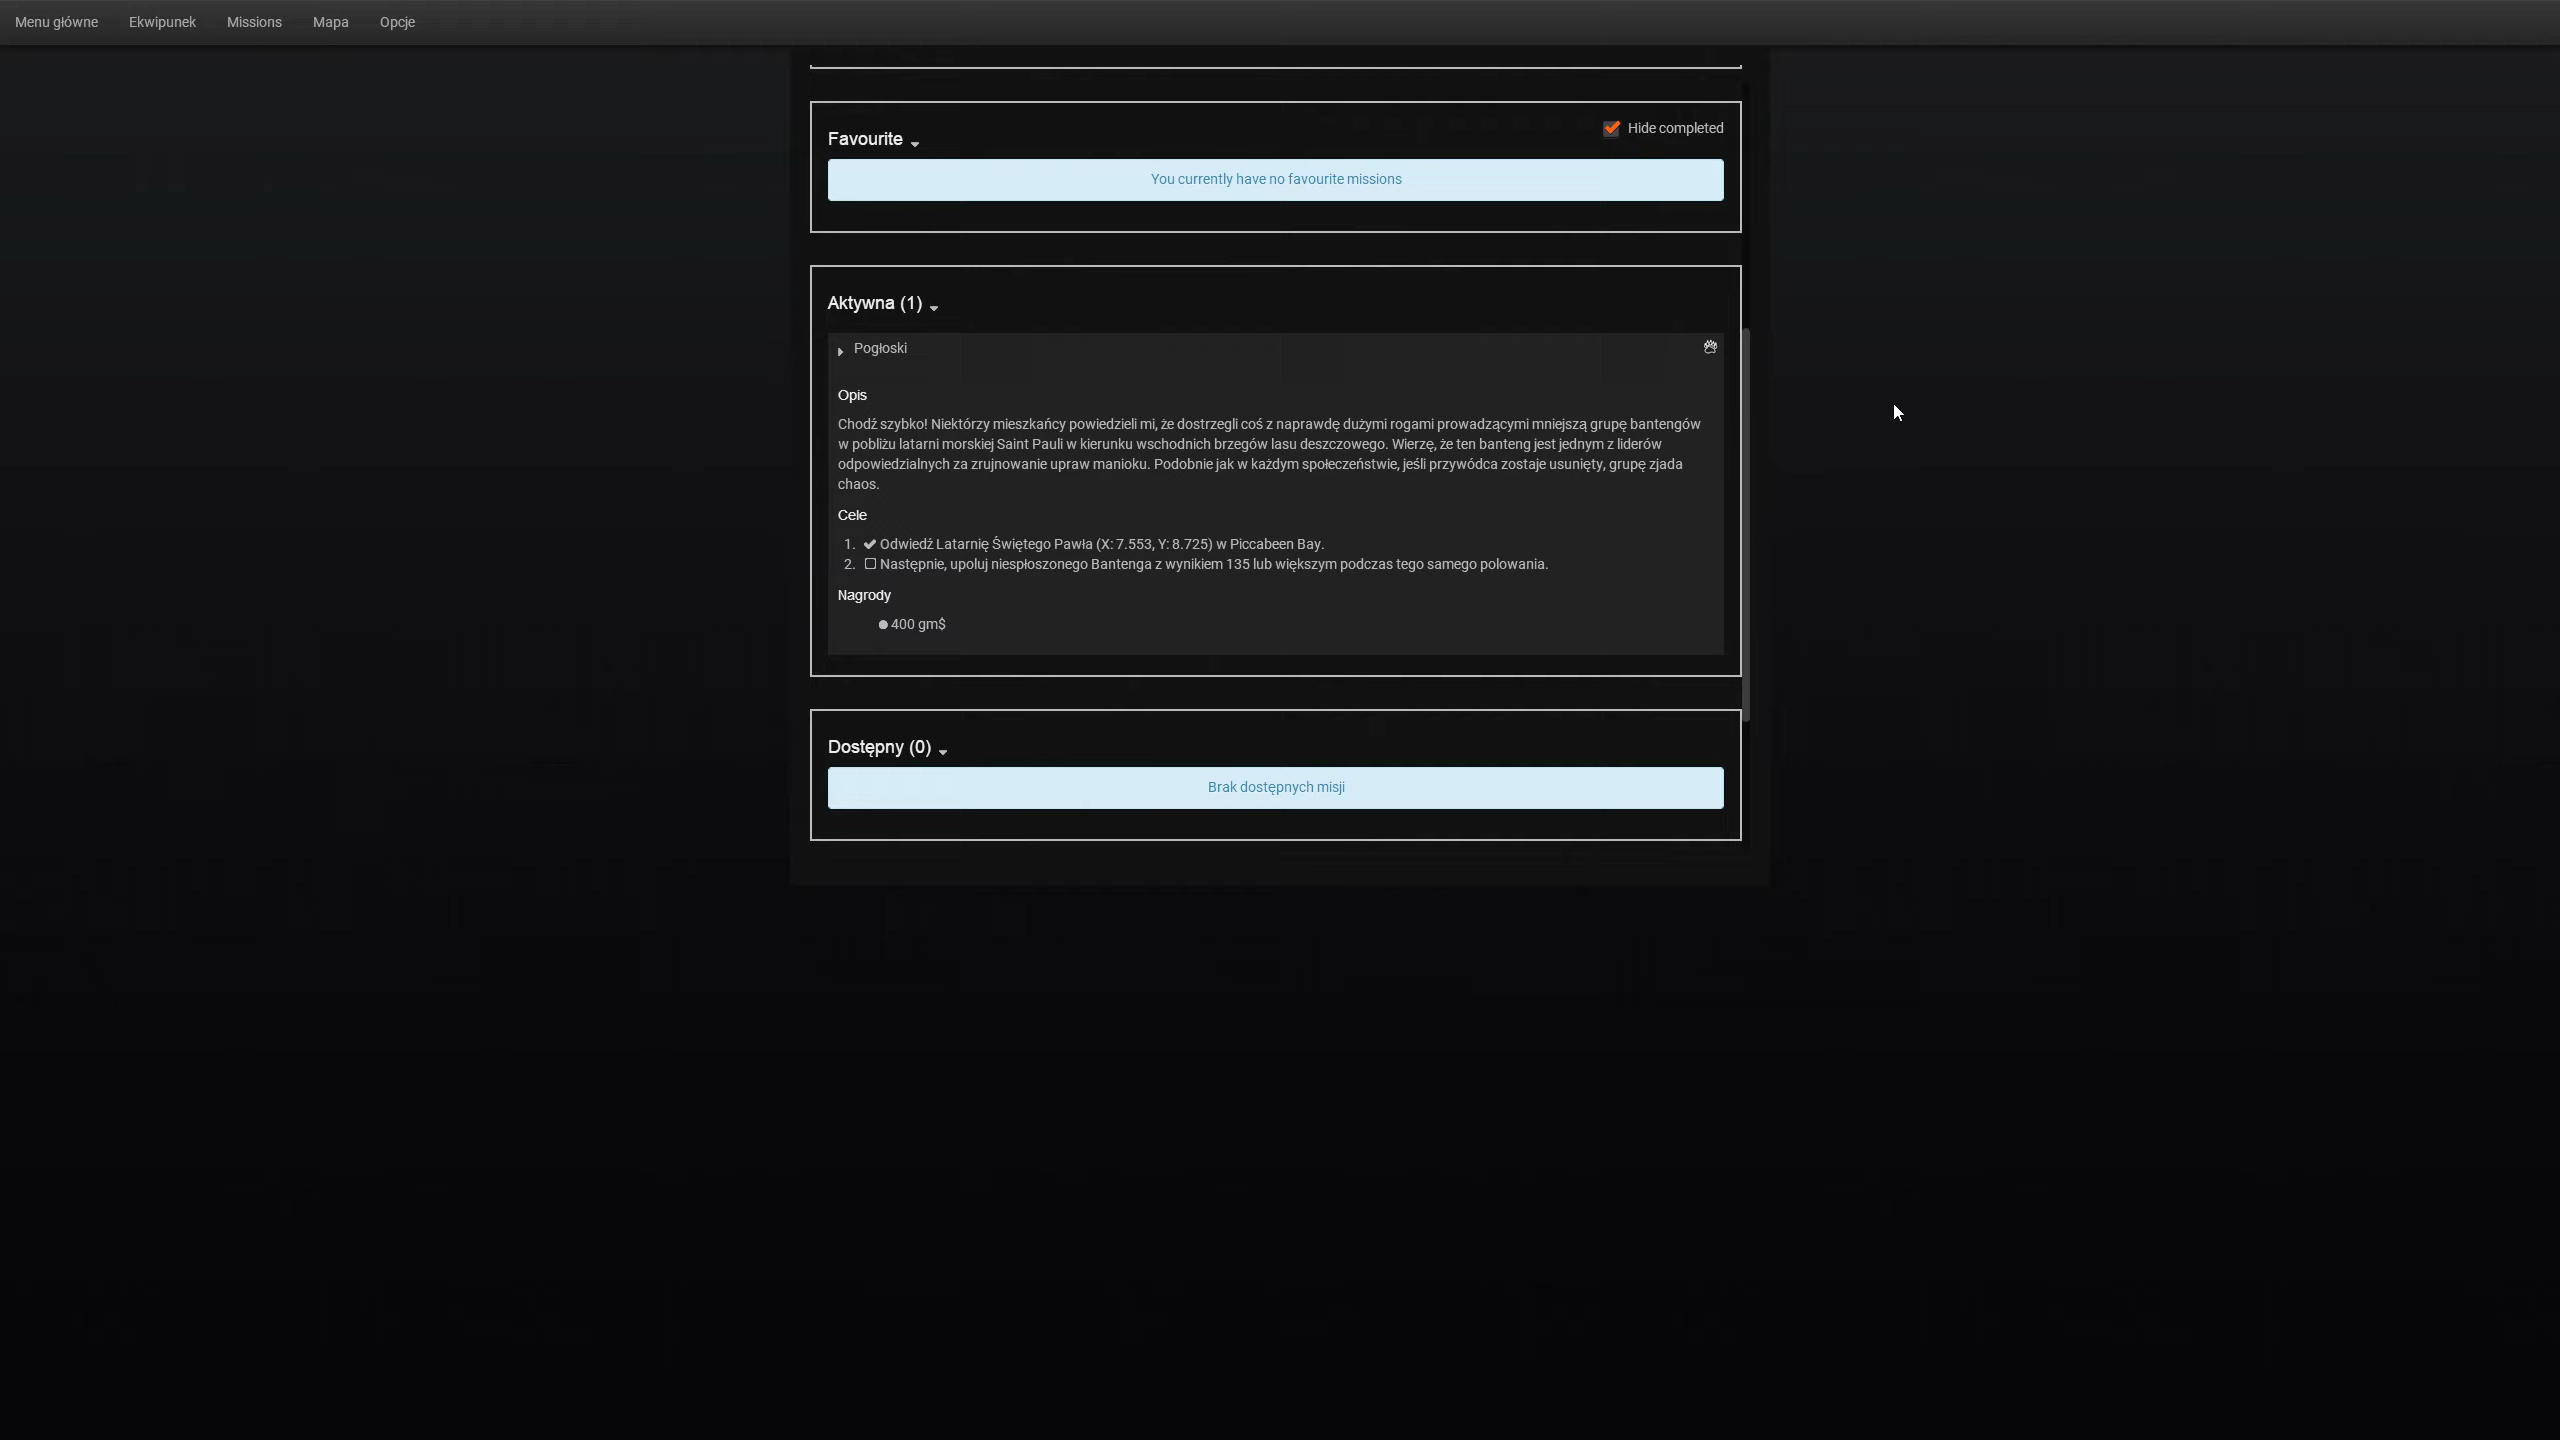 Menu główne Ekwipunek Missions Mapa Opcje
Favourite
Hide completed
You currently have no favourite missions
Aktywna (1)
Pogłoski
Opis
Chodź szybko! Niektórzy mieszkańcy powiedzieli mi, że dostrzegli coś z naprawdę dużymi rogami prowadzącymi mniejszą grupę bantengów
w pobliżu latarni morskiej Saint Pauli w kierunku wschodnich brzegów lasu deszczowego. Wierzę, że ten banteng jest jednym z liderów
odpowiedzialnych za zrujnowanie upraw manioku. Podobnie jak w każdym społeczeństwie, jeśli przywódca zostaje usunięty, grupę zjada
chaos.
Cele
1. Odwiedź Latarnię Świętego Pawła (X: 7.553, Y: 8.725) w Piccabeen Bay.
2. Następnie, upoluj niespłoszonego Bantenga z wynikiem 135 lub większym podczas tego samego polowania.
Nagrody
400 gm$
Dostępny (0)
Brak dostępnych misji